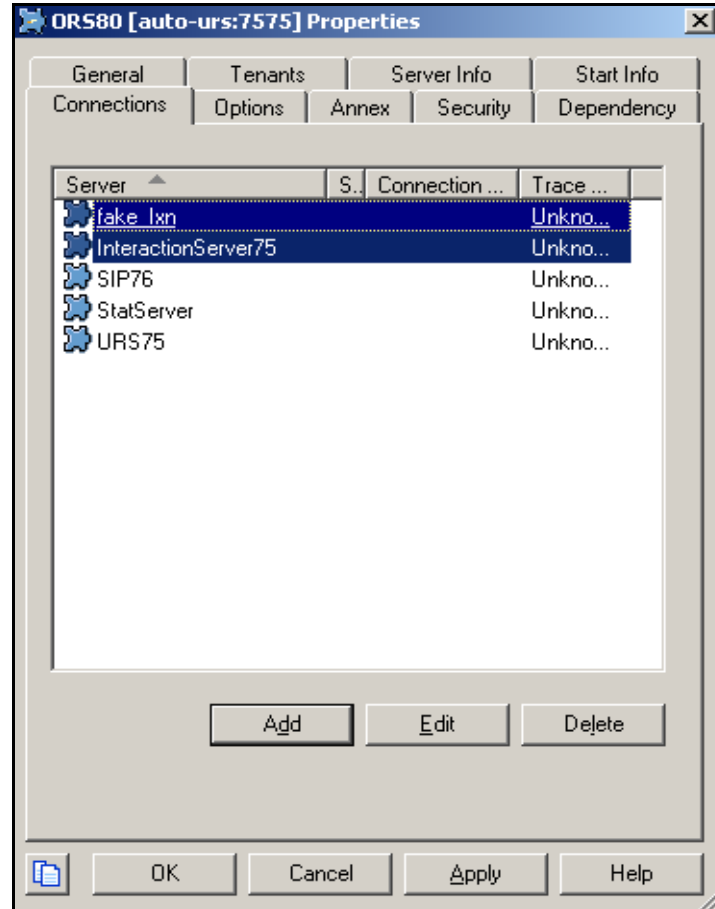 ORS80 [auto-urs:7575] Properties
General Tenants Server Info Start Info
Connections Options Annex Security Dependency
Server S.. Connection ... Trace ...
fake_Ixn Unkno...
InteractionServer75 Unkno...
SIP76 Unkno...
StatServer Unkno...
URS75 Unkno...
Add Edit Delete
OK Cancel Apply Help